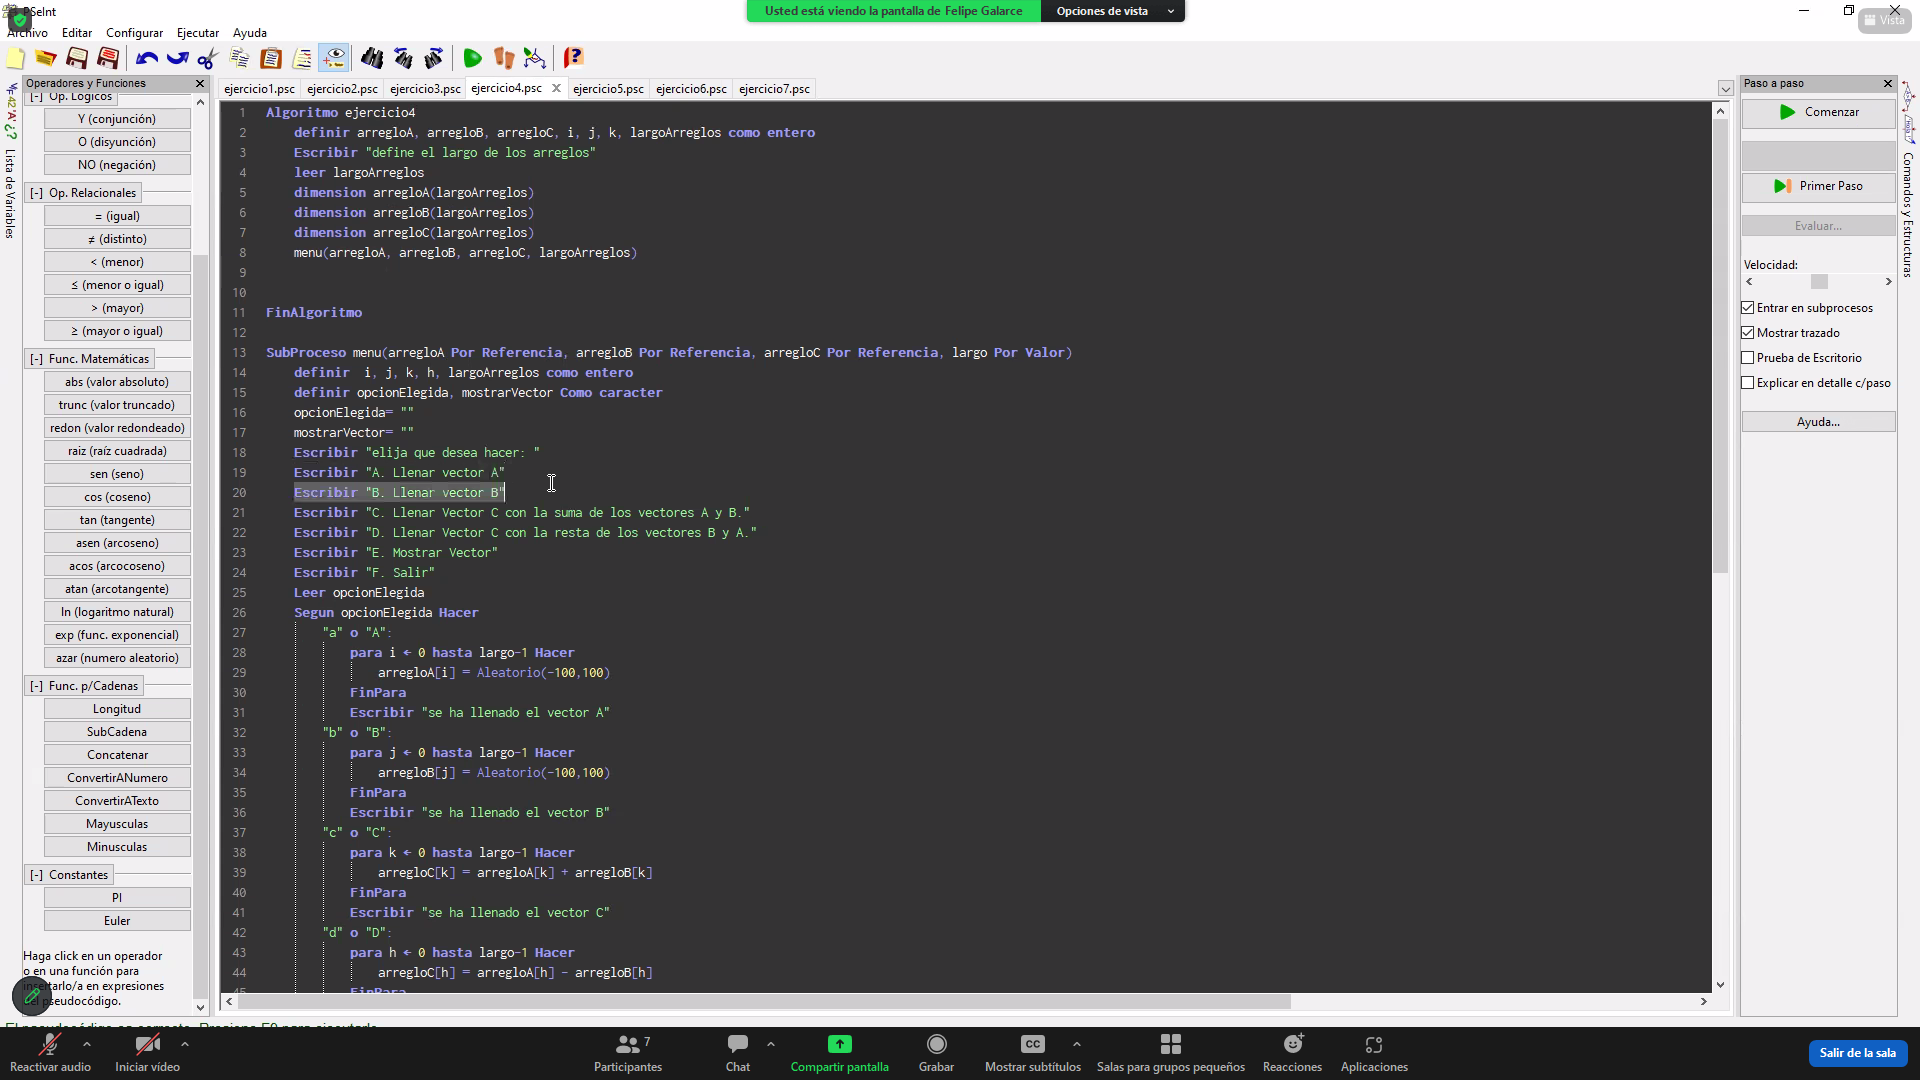 PSeInt
Usted está viendo la pantalla de Felipe Galarce
Opciones de vista
Vista
Archivo Editar Configurar Ejecutar Ayuda
Operadores y Funciones
[-] Op. Lógicos
Y (conjunción)
O (disyunción)
NO (negación)
[-] Op. Relacionales
= (igual)
≠ (distinto)
< (menor)
≤ (menor o igual)
> (mayor)
≥ (mayor o igual)
[-] Func. Matemáticas
abs (valor absoluto)
trunc (valor truncado)
redon (valor redondeado)
raiz (raíz cuadrada)
sen (seno)
cos (coseno)
tan (tangente)
asen (arcoseno)
acos (arcocoseno)
atan (arcotangente)
ln (logaritmo natural)
exp (func. exponencial)
azar (numero aleatorio)
[-] Func. p/Cadenas
Longitud
SubCadena
Concatenar
ConvertirANumero
ConvertirATexto
Mayusculas
Minusculas
[-] Constantes
PI
Euler
Haga click en un operador
o en una función para
insertarlo/a en expresiones
pseudocódigo.
Lista de Variables
ejercicio1.psc ejercicio2.psc ejercicio3.psc ejercicio4.psc ejercicio5.psc ejercicio6.psc ejercicio7.psc
1 Algoritmo ejercicio4
2 definir arregloA, arregloB, arregloC, i, j, k, largoArreglos como entero
3 Escribir "define el largo de los arreglos"
4 leer largoArreglos
5 dimension arregloA(largoArreglos)
6 dimension arregloB(largoArreglos)
7 dimension arregloC(largoArreglos)
8 menu(arregloA, arregloB, arregloC, largoArreglos)
9
10
11 FinAlgoritmo
12
13 SubProceso menu(arregloA Por Referencia, arregloB Por Referencia, arregloC Por Referencia, largo Por Valor)
14 definir i, j, k, h, largoArreglos como entero
15 definir opcionElegida, mostrarVector Como caracter
16 opcionElegida= ""
17 mostrarVector= ""
18 Escribir "elija que desea hacer: "
19 Escribir "A. Llenar vector A"
20 Escribir "B. Llenar vector B"
21 Escribir "C. Llenar Vector C con la suma de los vectores A y B."
22 Escribir "D. Llenar Vector C con la resta de los vectores B y A."
23 Escribir "E. Mostrar Vector"
24 Escribir "F. Salir"
25 Leer opcionElegida
26 Segun opcionElegida Hacer
27 "a" o "A":
28 para i ← 0 hasta largo-1 Hacer
29 arregloA[i] = Aleatorio(-100,100)
30 FinPara
31 Escribir "se ha llenado el vector A"
32 "b" o "B":
33 para j ← 0 hasta largo-1 Hacer
34 arregloB[j] = Aleatorio(-100,100)
35 FinPara
36 Escribir "se ha llenado el vector B"
37 "c" o "C":
38 para k ← 0 hasta largo-1 Hacer
39 arregloC[k] = arregloA[k] + arregloB[k]
40 FinPara
41 Escribir "se ha llenado el vector C"
42 "d" o "D":
43 para h ← 0 hasta largo-1 Hacer
44 arregloC[h] = arregloA[h] - arregloB[h]
45 FinPara
Paso a paso
Comenzar
Primer Paso
Evaluar...
Velocidad:
Entrar en subprocesos
Mostrar trazado
Prueba de Escritorio
Explicar en detalle c/paso
Ayuda...
Comandos y Estructuras
El pseudocódigo es correcto. Presione F9 para ejecutarlo.
Reactivar audio
Iniciar vídeo
Participantes 7
Chat
Compartir pantalla
Grabar
CC
Mostrar subtítulos
Salas para grupos pequeños
Reacciones
Aplicaciones
Salir de la sala